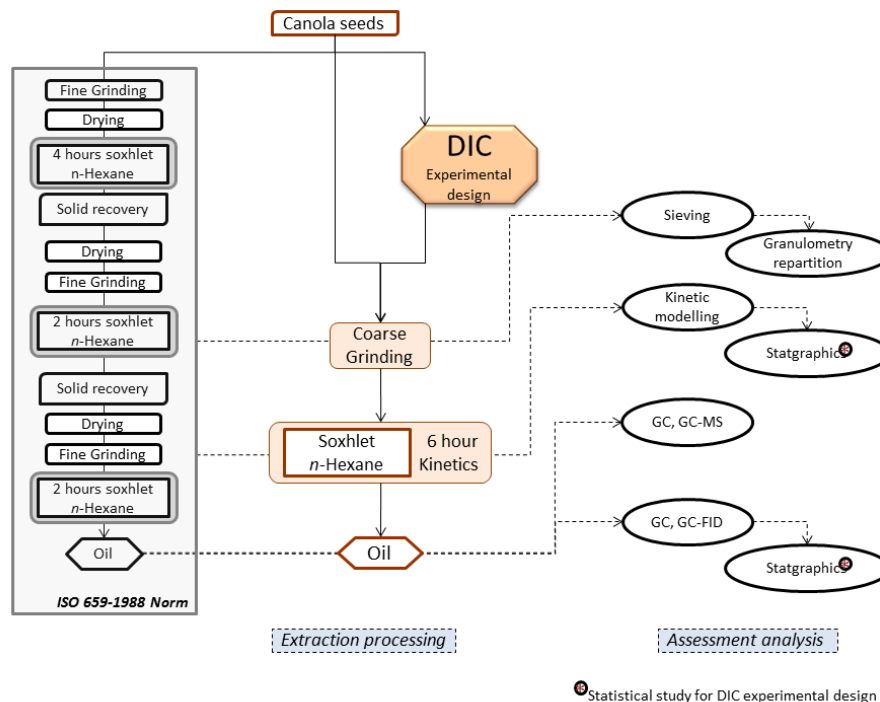 Canola seeds
Fine Grinding
Drying
4 hours soxhlet
n-Hexane
Solid recovery
Drying
Fine Grinding
2 hours soxhlet
n-Hexane
Solid recovery
Drying
Fine Grinding
2 hours soxhlet
n-Hexane
Oil
ISO 659-1988 Norm
DIC
Experimental
design
Coarse
Grinding
Soxhlet
n-Hexane
6 hour
Kinetics
Oil
Extraction processing
Sieving
Granulometry
repartition
Kinetic
modelling
Statgraphics
GC, GC-MS
GC, GC-FID
Statgraphics
Assessment analysis
Statistical study for DIC experimental design